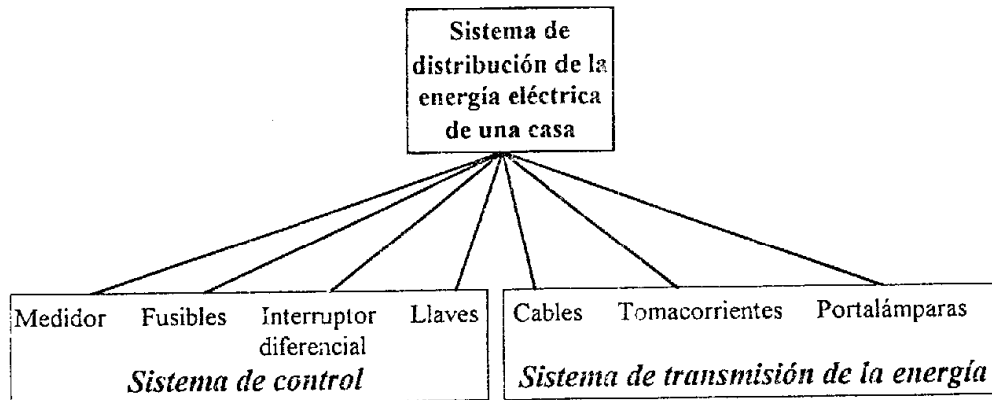 Sistema de
distribución de la
energía eléctrica
de una casa
Medidor Fusibles Interruptor diferencial Llaves
Sistema de control
Cables Tomacorrientes Portalámparas
Sistema de transmisión de la energía